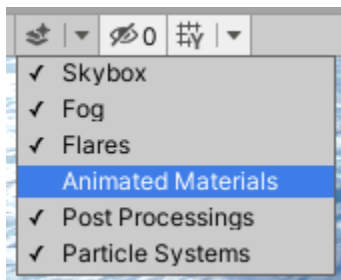 0
Skybox
Fog
Flares
Animated Materials
Post Processings
Particle Systems